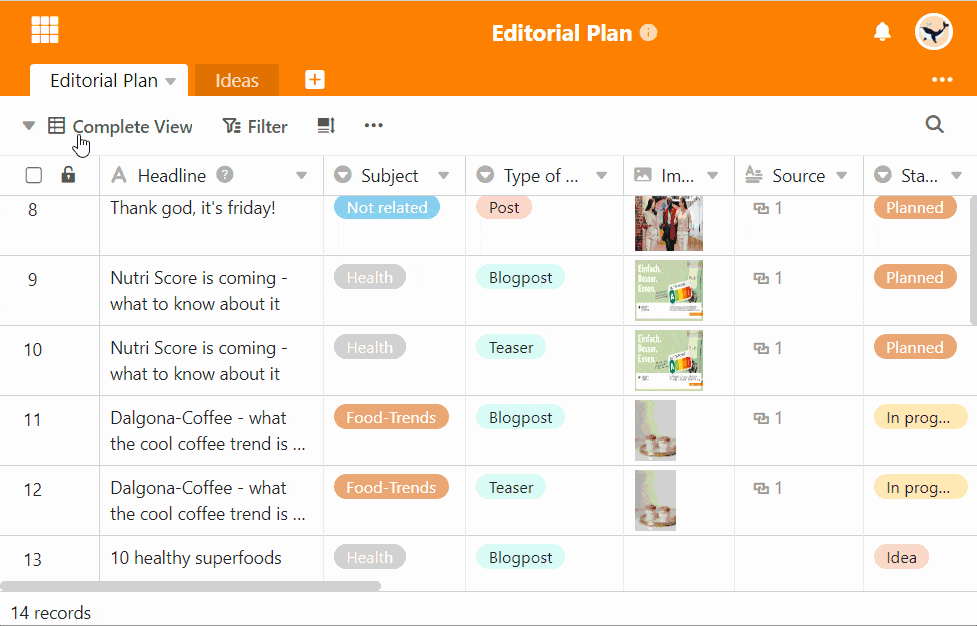 Editorial Plan
Editorial Plan
Ideas
Complete View
Filter
Headline
Subject
Type of ...
Im...
Source
Sta...
8
Thank god, it's friday!
Not related
Post
1
Planned
9
Nutri Score is coming -
what to know about it
Health
Blogpost
Einfach.
Besser.
Essen.
1
Planned
10
Nutri Score is coming -
what to know about it
Health
Teaser
Einfach.
Besser.
Essen.
1
Planned
11
Dalgona-Coffee - what
the cool coffee trend is ...
Food-Trends
Blogpost
1
In prog...
12
Dalgona-Coffee - what
the cool coffee trend is ...
Food-Trends
Teaser
1
In prog...
13
10 healthy superfoods
Health
Blogpost
Idea
14 records